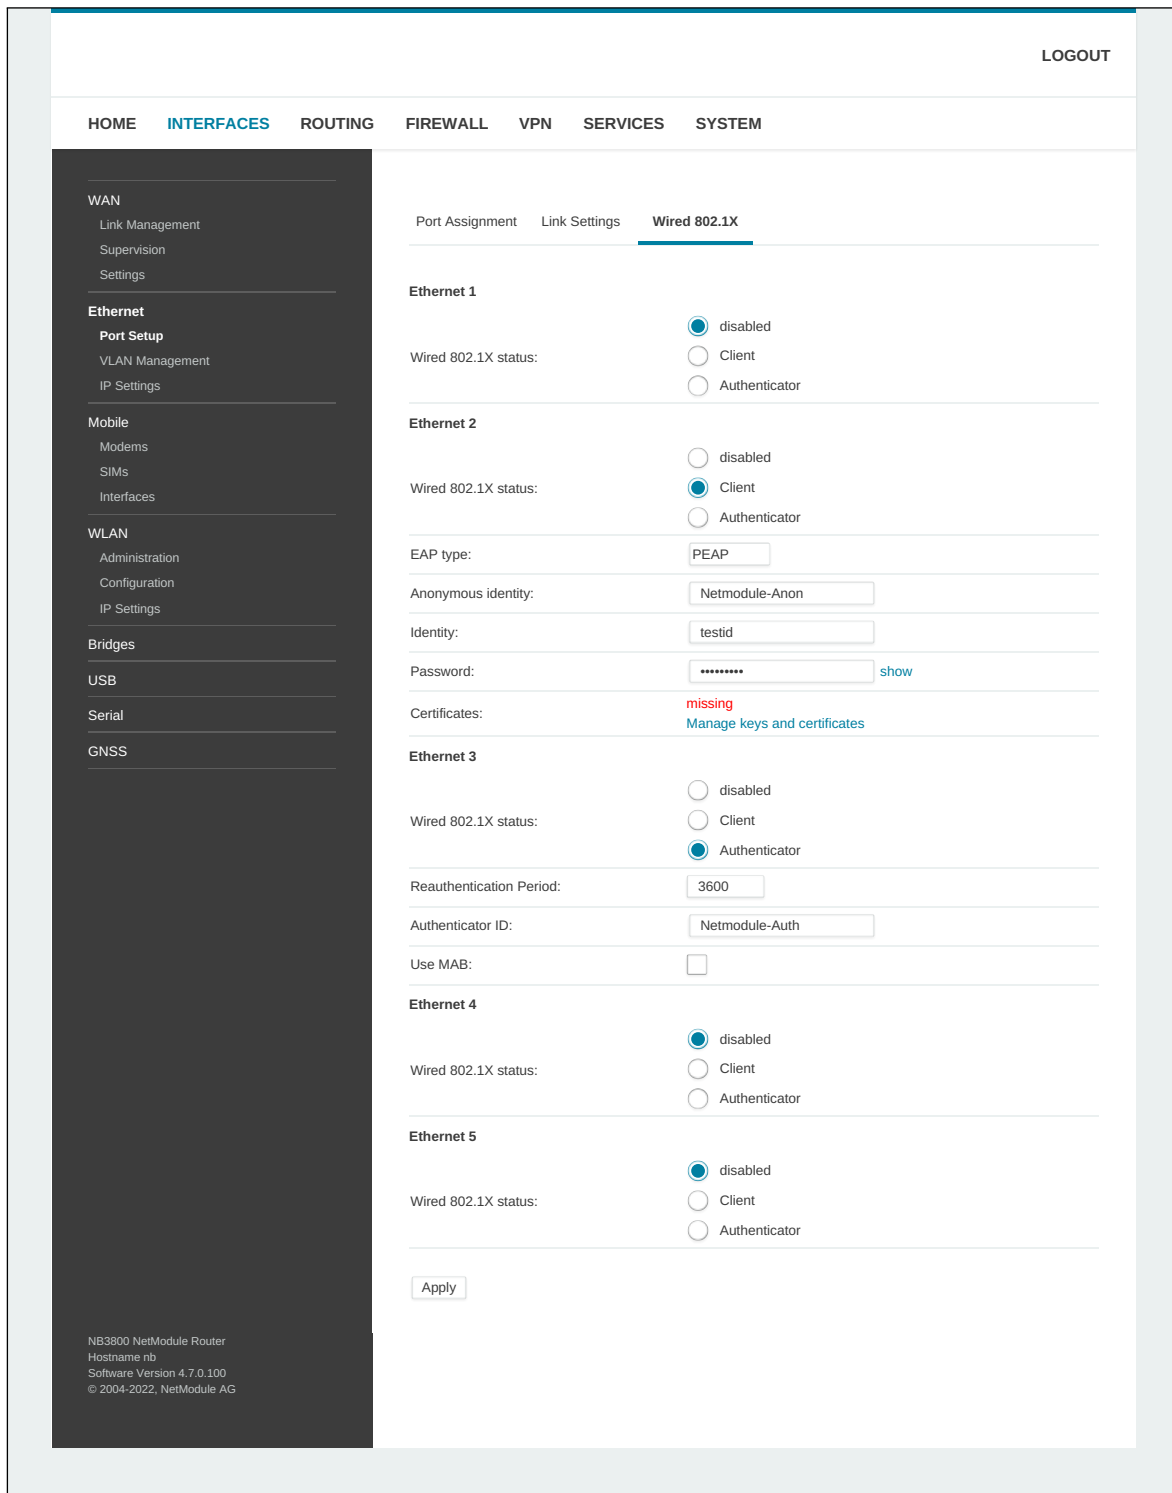 LOGOUT
HOME INTERFACES ROUTING FIREWALL VPN SERVICES SYSTEM
WAN
Link Management
Supervision
Settings
Ethernet
Port Setup
VLAN Management
IP Settings
Mobile
Modems
SIMs
Interfaces
WLAN
Administration
Configuration
IP Settings
Bridges
USB
Serial
GNSS
NB3800 NetModule Router
Hostname nb
Software Version 4.7.0.100
© 2004-2022, NetModule AG
Port Assignment Link Settings Wired 802.1X
Ethernet 1
Wired 802.1X status:
disabled
Client
Authenticator
Ethernet 2
Wired 802.1X status:
disabled
Client
Authenticator
EAP type: PEAP
Anonymous identity: Netmodule-Anon
Identity: testid
Password: ••••••••• show
Certificates:
missing
Manage keys and certificates
Ethernet 3
Wired 802.1X status:
disabled
Client
Authenticator
Reauthentication Period: 3600
Authenticator ID: Netmodule-Auth
Use MAB:
Ethernet 4
Wired 802.1X status:
disabled
Client
Authenticator
Ethernet 5
Wired 802.1X status:
disabled
Client
Authenticator
Apply